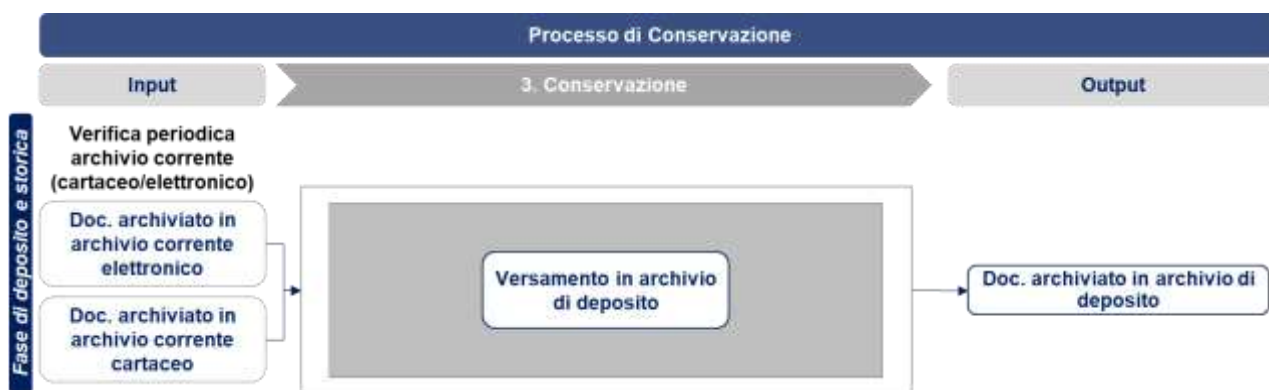 Processo di Conservazione
Input
3. Conservazione
Output
Fase di deposito e storica
Verifica periodica
archivio corrente
(cartaceo/elettronico)
Doc. archiviato in
archivio corrente
elettronico
Doc. archiviato in
archivio corrente
cartaceo
Versamento in archivio
di deposito
Doc. archiviato in archivio di
deposito